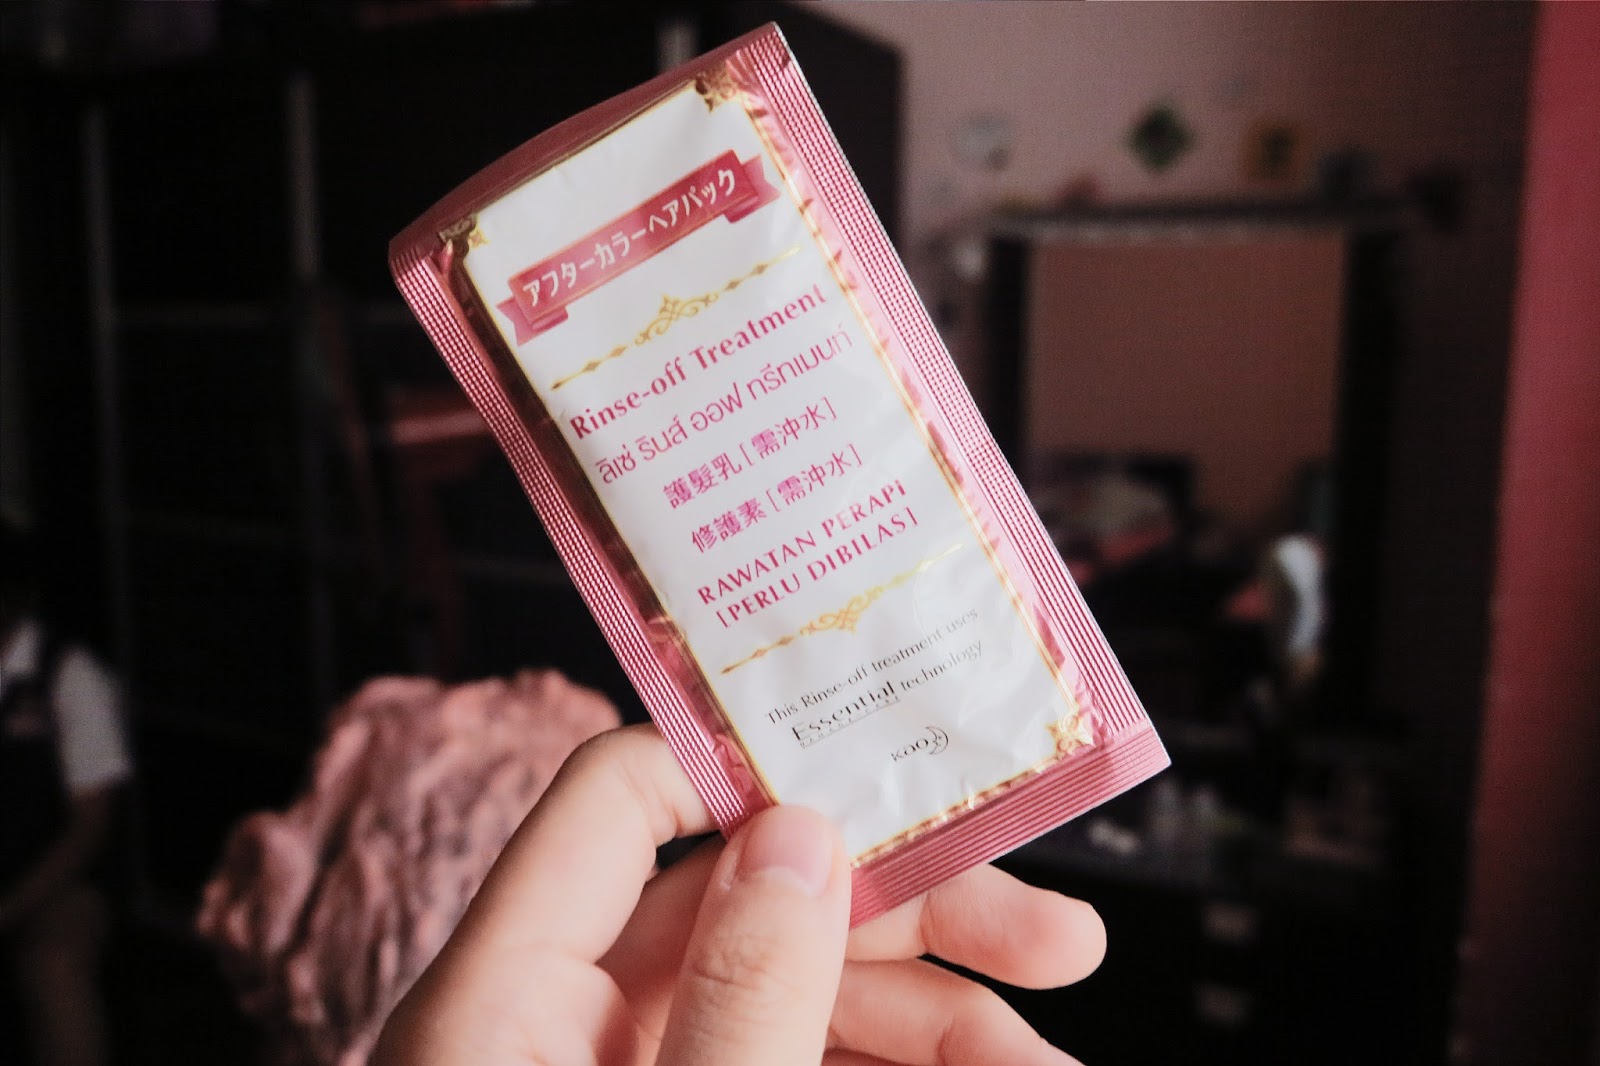 アフターカラーヘアパック
Rinse-off Treatment
ลิเซ่ รินส์ ออฟ ทรีทเมนท์
護髮乳 [需沖水]
修護素 [需沖水]
RAWATAN PERAPI
[PERLU DIBILAS]
This Rinse-off treatment uses
Essential technology
DAMAGE CARE
Kao